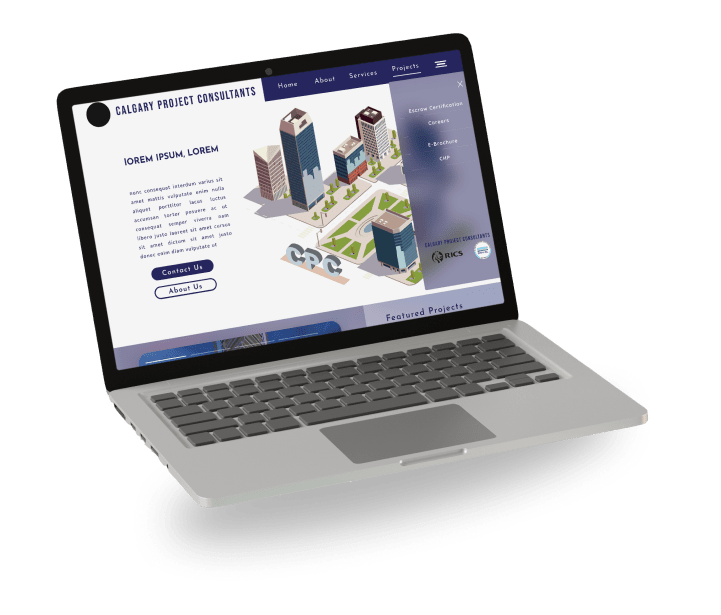 Home About Services Projects
CALGARY PROJECT CONSULTANTS
lOREM IPSUM, LOREM
nunc consequat interdum varius sit
amet mattis vulputate enim nulla
aliquet porttitor lacus luctus
accumsan tortor posuere ac ut
consequat semper viverra nam
libero justo laoreet sit amet cursus
sit amet dictum sit amet justo
donec enim diam vulputate ut
Contact Us
About Us
CPC
Escrow Certification
Careers
E-Brochure
CMP
CALGARY PROJECT CONSULTANTS
RICS
Featured Projects